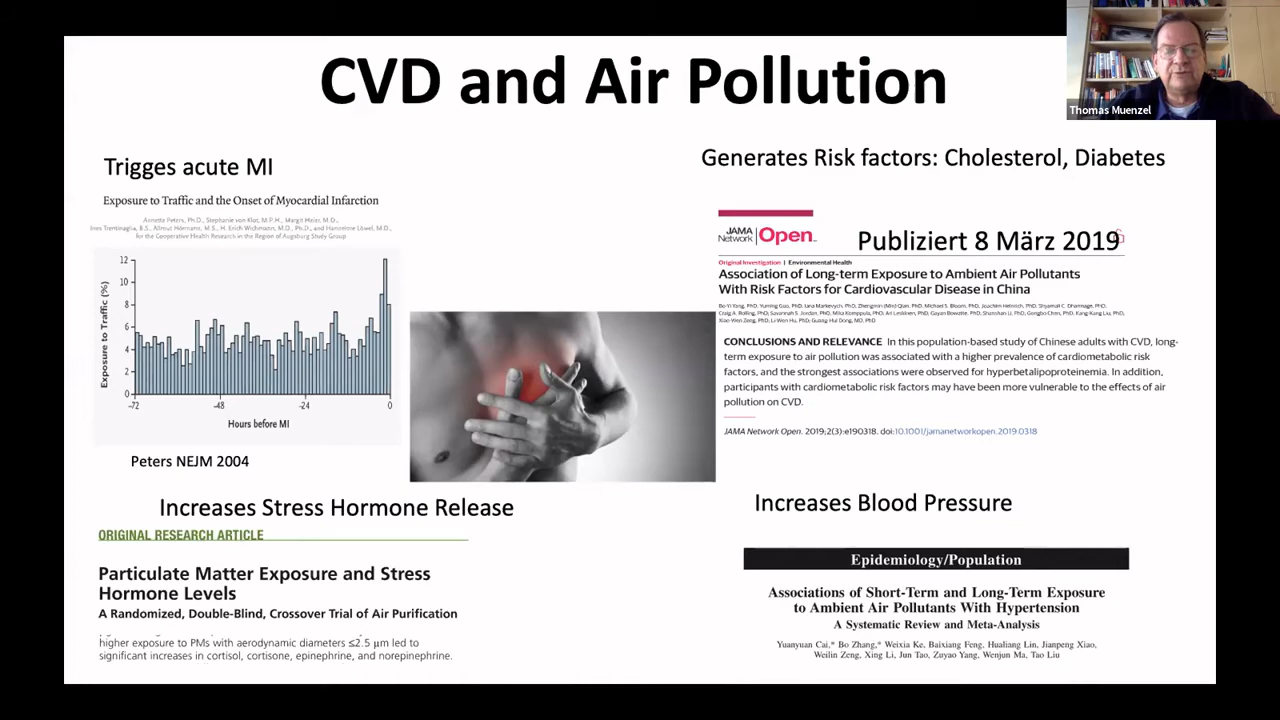 CVD and Air Pollution
Thomas Muenzel
Trigges acute MI
Exposure to Traffic and the Onset of Myocardial Infarction
Annette Peters, Ph.D., Stephanie von Klot, M.P.H., Margit Heier, M.D.,
Ines Trentinaglia, B.S., Allmut Hörmann, M.S., H. Erich Wichmann, M.D., Ph.D., and Hannelore Löwel, M.D.,
for the Cooperative Health Research in the Region of Augsburg Study Group
Exposure to Traffic (%)
12
10
8
6
4
2
0
-72
-48
-24
0
Hours before MI
Peters NEJM 2004
Generates Risk factors: Cholesterol, Diabetes
JAMA
Network
Open
Publiziert 8 März 2019
Original Investigation | Environmental Health
Association of Long-term Exposure to Ambient Air Pollutants
With Risk Factors for Cardiovascular Disease in China
Bo-Yi Yang, PhD; Yuming Guo, PhD; Iana Markevych, PhD; Zhengmin (Min) Qian, PhD; Michael S. Bloom, PhD; Joachim Heinrich, PhD; Shyamali C. Dharmage, PhD;
Craig A. Rolling, PhD; Savannah S. Jordan, PhD; Mika Komppula, PhD; Ari Leskinen, PhD; Gayan Bowatte, PhD; Shanshan Li, PhD; Gongbo Chen, PhD; Kang-Kang Liu, PhD;
Xiao-Wen Zeng, PhD; Li-Wen Hu, PhD; Guang-Hui Dong, MD, PhD
CONCLUSIONS AND RELEVANCE In this population-based study of Chinese adults with CVD, long-
term exposure to air pollution was associated with a higher prevalence of cardiometabolic risk
factors, and the strongest associations were observed for hyperbetalipoproteinemia. In addition,
participants with cardiometabolic risk factors may have been more vulnerable to the effects of air
pollution on CVD.
JAMA Network Open. 2019;2(3):e190318. doi:10.1001/jamanetworkopen.2019.0318
Increases Stress Hormone Release
ORIGINAL RESEARCH ARTICLE
Particulate Matter Exposure and Stress
Hormone Levels
A Randomized, Double-Blind, Crossover Trial of Air Purification
higher exposure to PMs with aerodynamic diameters ≤2.5 μm led to
significant increases in cortisol, cortisone, epinephrine, and norepinephrine.
Increases Blood Pressure
Epidemiology/Population
Associations of Short-Term and Long-Term Exposure
to Ambient Air Pollutants With Hypertension
A Systematic Review and Meta-Analysis
Yuanyuan Cai,* Bo Zhang,* Weixia Ke, Baixiang Feng, Hualiang Lin, Jianpeng Xiao,
Weilin Zeng, Xing Li, Jun Tao, Zuyao Yang, Wenjun Ma, Tao Liu